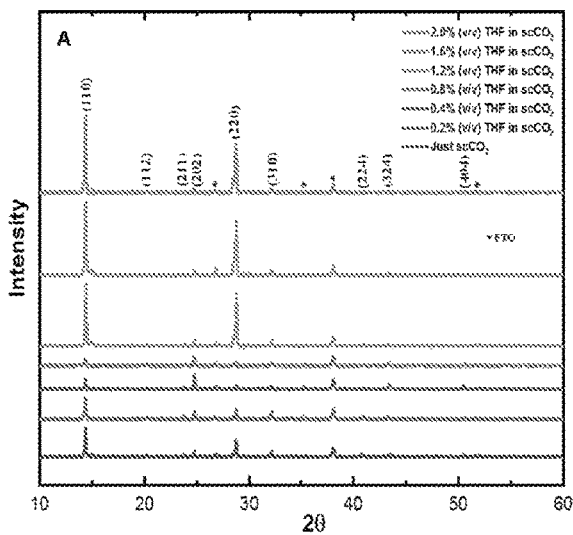 A
2.0% (v/v) THF in scCO₂
1.6% (v/v) THF in scCO₂
1.2% (v/v) THF in scCO₂
0.8% (v/v) THF in scCO₂
0.4% (v/v) THF in scCO₂
0.2% (v/v) THF in scCO₂
Just scCO₂
(110)
(112)
(211)
(202)
*
(220)
(310)
*
*
(224)
(324)
(404)
*
*FTO
Intensity
10 20 30 40 50 60
2θ